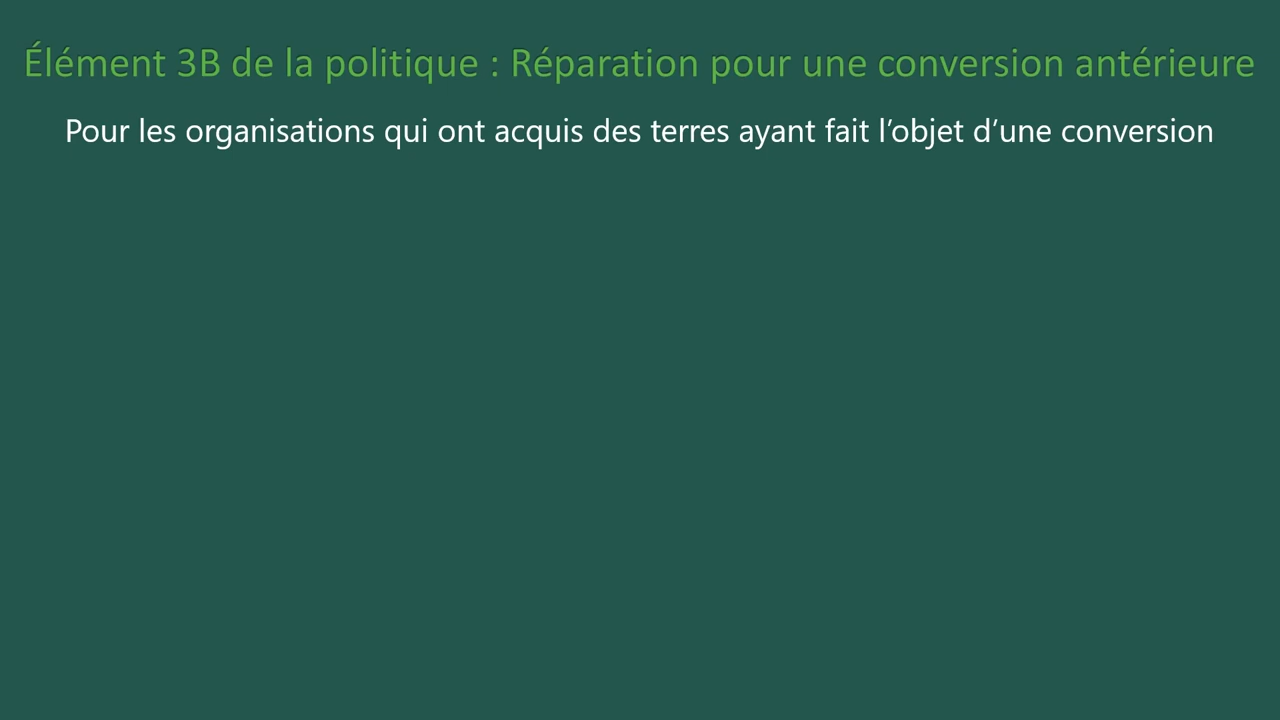 Élément 3B de la politique : Réparation pour une conversion antérieure
Pour les organisations qui ont acquis des terres ayant fait l’objet d’une conversion